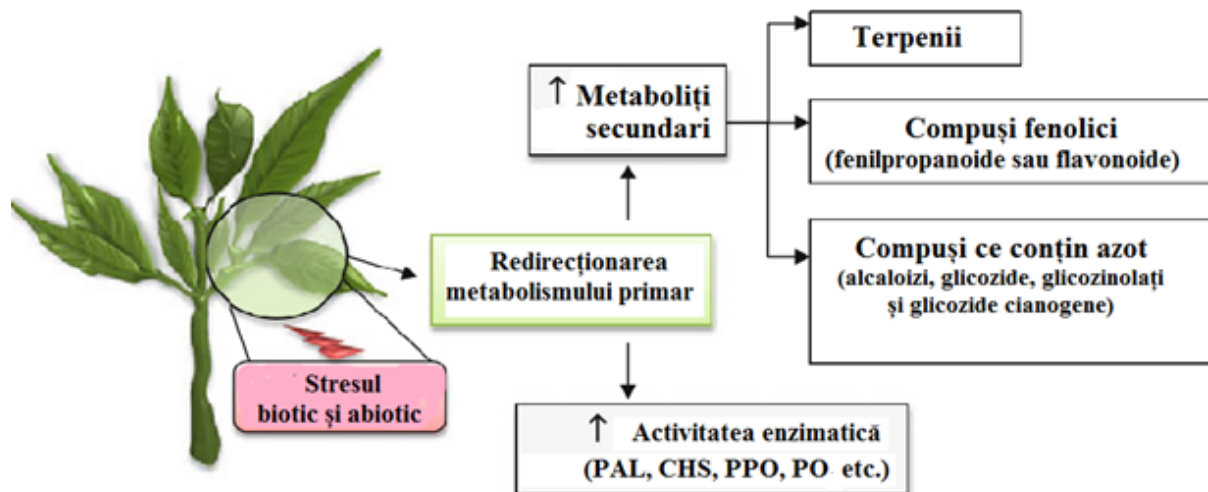 Stresul
biotic și abiotic
Redirecționarea
metabolismului primar
↑ Metaboliți
secundari
Terpenii
Compuși fenolici
(fenilpropanoide sau flavonoide)
Compuși ce conțin azot
(alcaloizi, glicozide, glicozinolați
și glicozide cianogene)
↑ Activitatea enzimatică
(PAL, CHS, PPO, PO etc.)